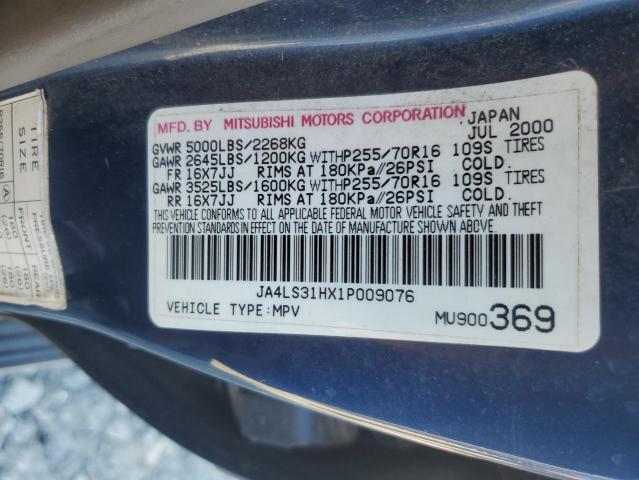 MFD. BY MITSUBISHI MOTORS CORPORATION JAPAN
GVWR 5000LBS/2268KG JUL 2000
GAWR 2645LBS/1200KG WITHP255/70R16 109S TIRES
FR 16X7JJ RIMS AT 180KPa//26PSI COLD.
GAWR 3525LBS/1600KG WITHP255/70R16 109S TIRES
RR 16X7JJ RIMS AT 180KPa//26PSI COLD.
THIS VEHICLE CONFORMS TO ALL APPLICABLE FEDERAL MOTOR VEHICLE SAFETY AND THEFT
PREVENTION STANDARDS IN EFFECT ON THE DATE OF MANUFACTURE SHOWN ABOVE.
JA4LS31HX1P009076
VEHICLE TYPE:MPV MU900369
TIRE
SIZE
REAR
180
180